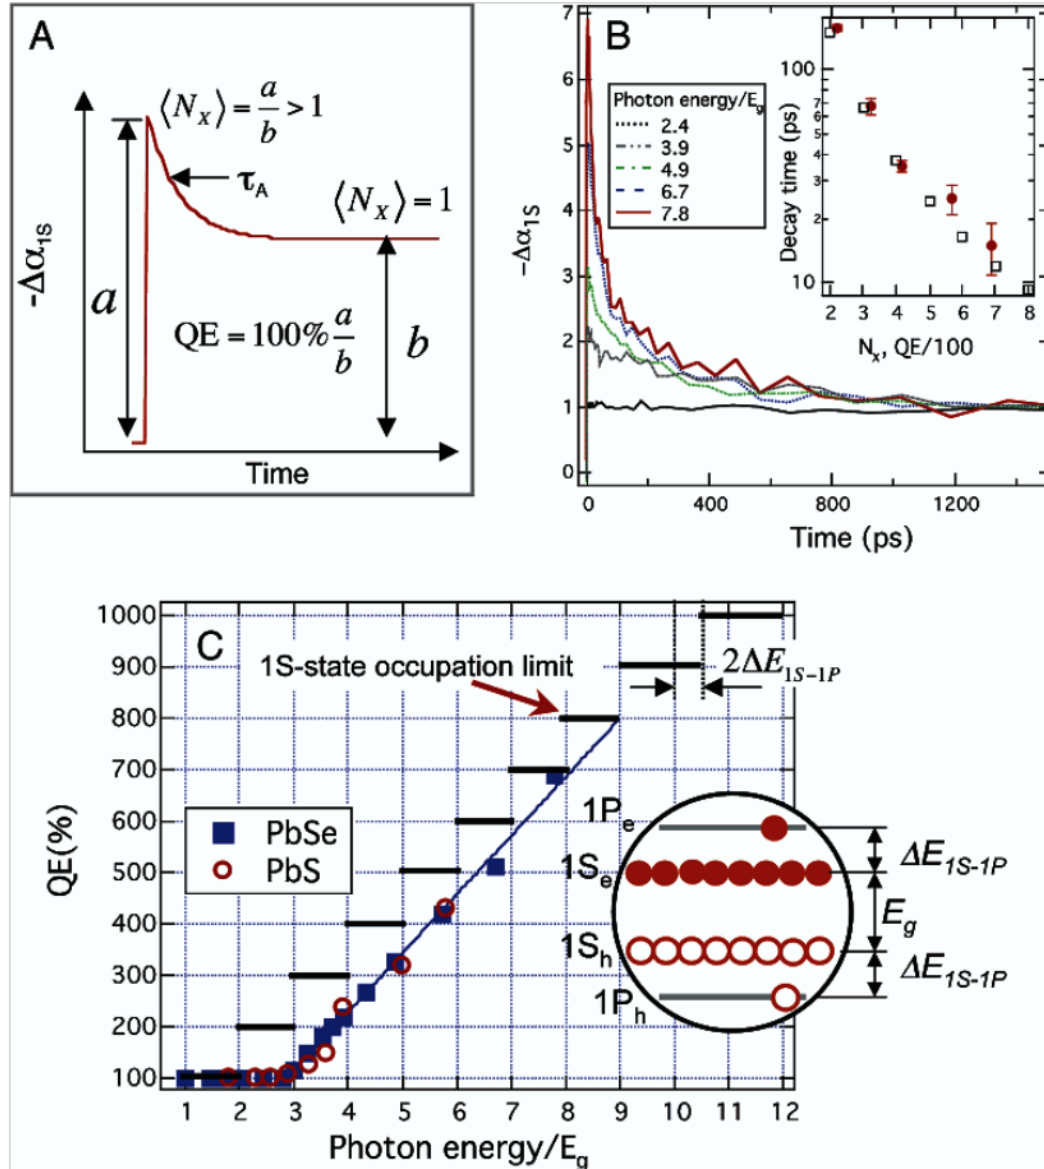 A
⟨N_X⟩ = a/b > 1
τ_A
⟨N_X⟩ = 1
-Δα_1S
a
QE = 100% a/b
b
Time
B
7
6
5
4
3
2
1
0
-Δα_1S
Photon energy/E_g
2.4
3.9
4.9
6.7
7.8
0
400
800
1200
Time (ps)
Decay time (ps)
100
7
6
5
4
3
2
10
2 3 4 5 6 7 8
N_x, QE/100
C
1000
900
800
700
600
500
400
300
200
100
QE(%)
1S-state occupation limit
2ΔE_1S-1P
PbSe
PbS
1P_e
1S_e
1S_h
1P_h
ΔE_1S-1P
E_g
ΔE_1S-1P
1 2 3 4 5 6 7 8 9 10 11 12
Photon energy/E_g